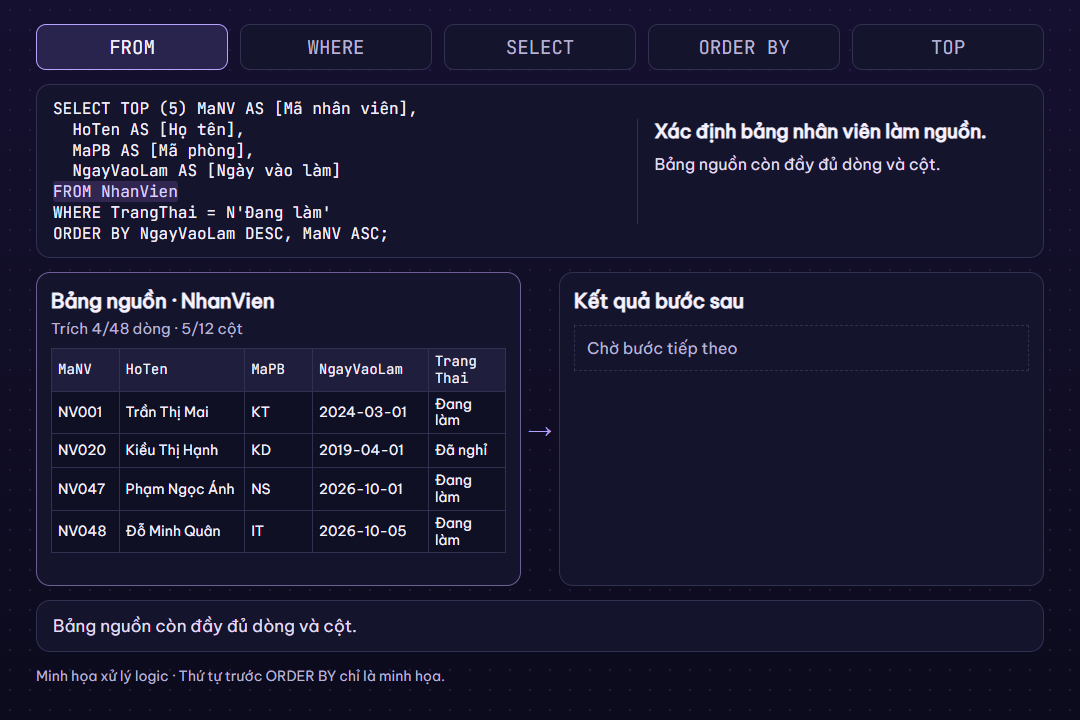 FROM
WHERE
SELECT
ORDER BY
TOP
SELECT TOP (5) MaNV AS [Mã nhân viên],
HoTen AS [Họ tên],
MaPB AS [Mã phòng],
NgayVaoLam AS [Ngày vào làm]
FROM NhanVien
WHERE TrangThai = N'Đang làm'
ORDER BY NgayVaoLam DESC, MaNV ASC;
Xác định bảng nhân viên làm nguồn.
Bảng nguồn còn đầy đủ dòng và cột.
Bảng nguồn · NhanVien
Trích 4/48 dòng · 5/12 cột
MaNV HoTen MaPB NgayVaoLam Trang Thai
NV001 Trần Thị Mai KT 2024-03-01 Đang làm
NV020 Kiều Thị Hạnh KD 2019-04-01 Đã nghỉ
NV047 Phạm Ngọc Ánh NS 2026-10-01 Đang làm
NV048 Đỗ Minh Quân IT 2026-10-05 Đang làm
→
Kết quả bước sau
Chờ bước tiếp theo
Bảng nguồn còn đầy đủ dòng và cột.
Minh họa xử lý logic · Thứ tự trước ORDER BY chỉ là minh họa.